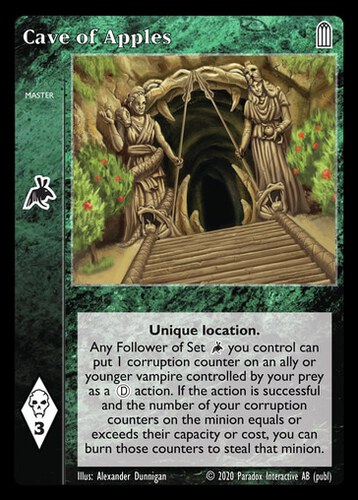 Cave of Apples
MASTER
Unique location.
Any Follower of Set you control can
put 1 corruption counter on an ally or
younger vampire controlled by your prey
as a D action. If the action is successful
and the number of your corruption
counters on the minion equals or
exceeds their capacity or cost, you can
burn those counters to steal that minion.
3
Illus: Alexander Dunnigan © 2020 Paradox Interactive AB (publ)